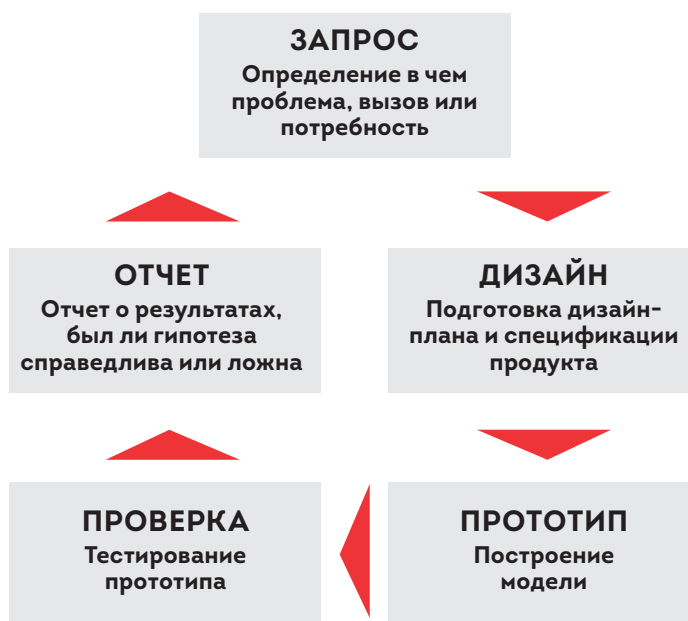 ЗАПРОС
Определение в чем
проблема, вызов или
потребность
ОТЧЕТ
Отчет о результатах,
был ли гипотеза
справедлива или ложна
ДИЗАЙН
Подготовка дизайн-
плана и спецификации
продукта
ПРОВЕРКА
Тестирование
прототипа
ПРОТОТИП
Построение
модели